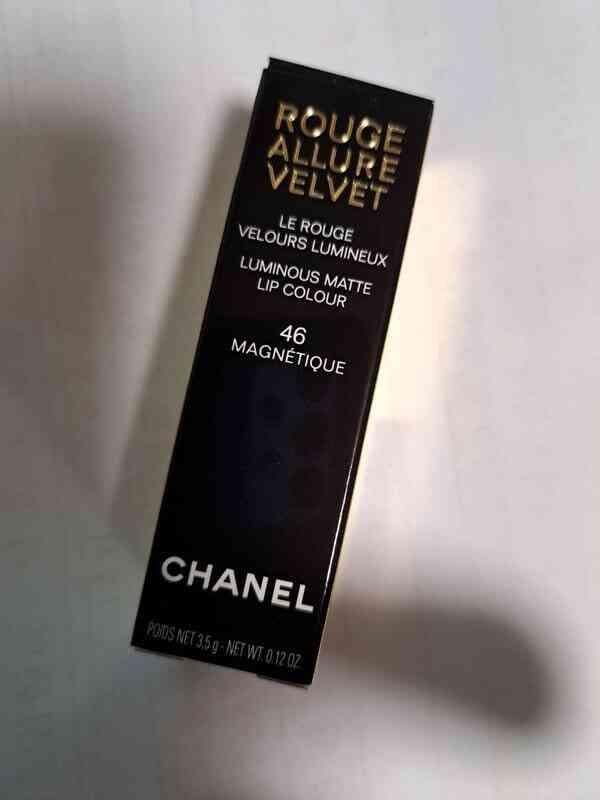 ROUGE
ALLURE
VELVET
LE ROUGE
VELOURS LUMINEUX
LUMINOUS MATTE
LIP COLOUR
46
MAGNÉTIQUE
CHANEL
POIDS NET 3,5 g - NET WT. 0.12 OZ.